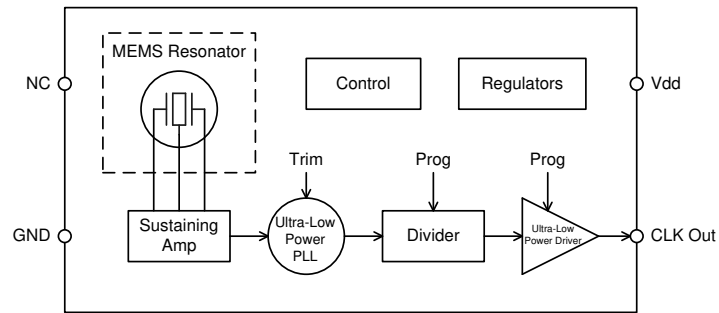 MEMS Resonator
NC
Control
Regulators
Vdd
Trim
Prog
Prog
GND
Sustaining
Amp
Ultra-Low
Power
PLL
Divider
Ultra-Low
Power Driver
CLK Out